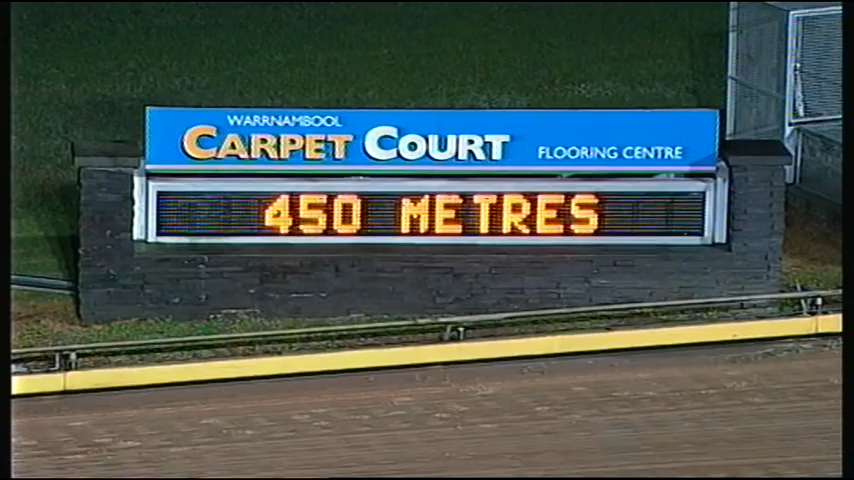 WARRNAMBOOL
CARPET COURT
FLOORING CENTRE
450 METRES